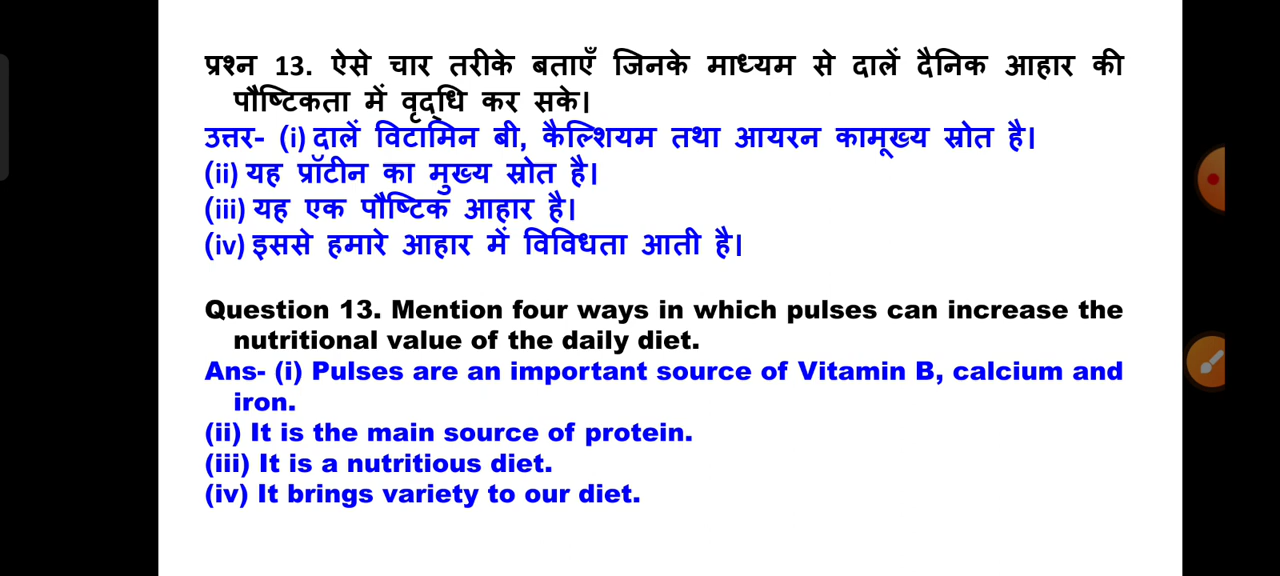 प्रश्न 13. ऐसे चार तरीके बताएँ जिनके माध्यम से दालें दैनिक आहार की
पौष्टिकता में वृद्धि कर सके।
उत्तर- (i) दालें विटामिन बी, कैल्शियम तथा आयरन कामूख्य स्रोत है।
(ii) यह प्रॉटीन का मुख्य स्रोत है।
(iii) यह एक पौष्टिक आहार है।
(iv) इससे हमारे आहार में विविधता आती है।
Question 13. Mention four ways in which pulses can increase the
nutritional value of the daily diet.
Ans- (i) Pulses are an important source of Vitamin B, calcium and
iron.
(ii) It is the main source of protein.
(iii) It is a nutritious diet.
(iv) It brings variety to our diet.